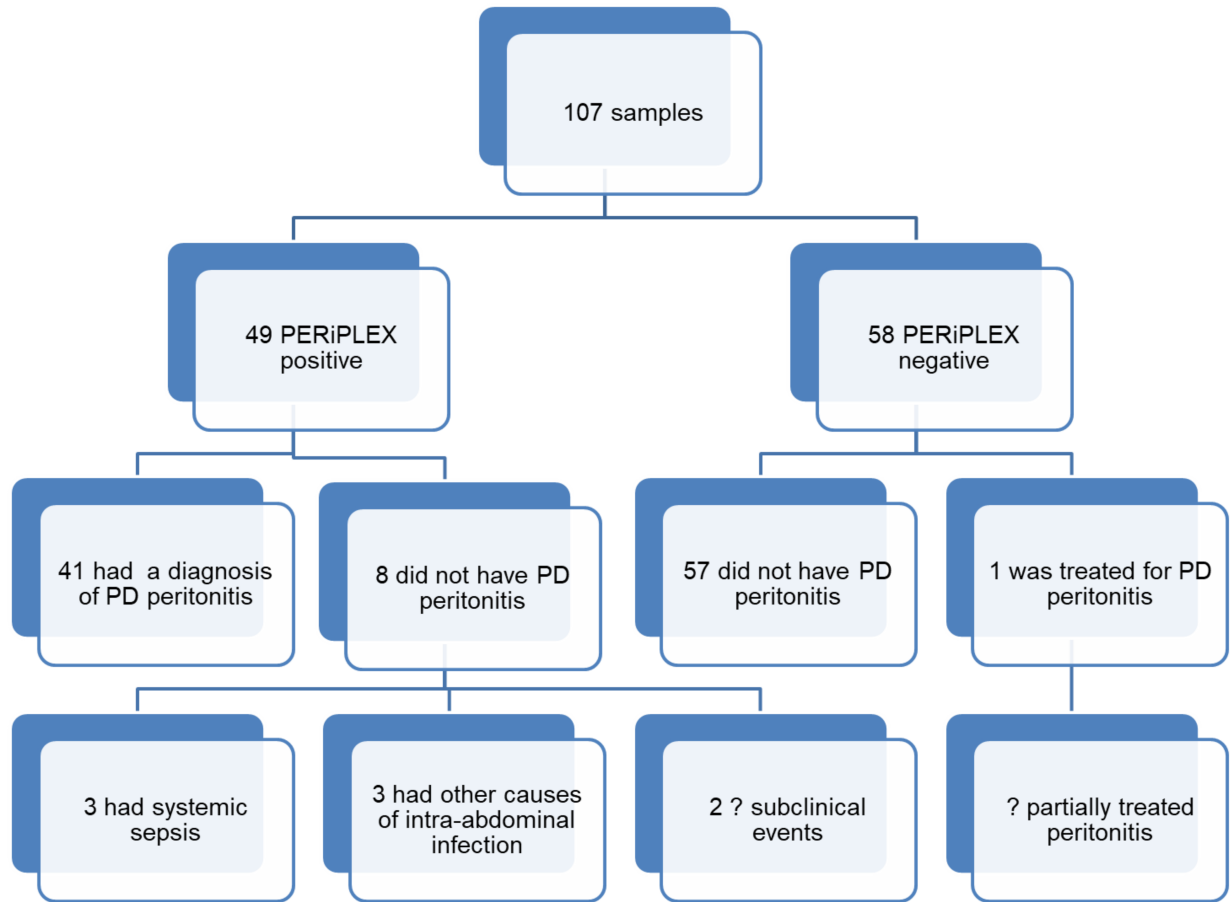 107 samples
49 PERiPLEX
positive
58 PERiPLEX
negative
41 had a diagnosis
of PD peritonitis
8 did not have PD
peritonitis
57 did not have PD
peritonitis
1 was treated for PD
peritonitis
3 had systemic
sepsis
3 had other causes
of intra-abdominal
infection
2 ? subclinical
events
? partially treated
peritonitis